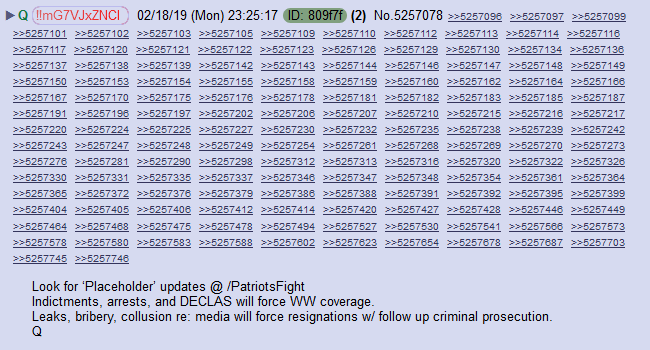 ▶ Q !!mG7VJxZNCI 02/18/19 (Mon) 23:25:17 ID: 809f7f (2) No.5257078 >>5257096 >>5257097 >>5257099
>>5257101 >>5257102 >>5257103 >>5257105 >>5257109 >>5257110 >>5257112 >>5257113 >>5257114 >>5257116
>>5257117 >>5257120 >>5257121 >>5257122 >>5257123 >>5257126 >>5257129 >>5257130 >>5257134 >>5257136
>>5257137 >>5257138 >>5257139 >>5257142 >>5257143 >>5257144 >>5257146 >>5257147 >>5257148 >>5257149
>>5257150 >>5257153 >>5257154 >>5257155 >>5257158 >>5257159 >>5257160 >>5257162 >>5257164 >>5257166
>>5257167 >>5257170 >>5257175 >>5257176 >>5257178 >>5257181 >>5257182 >>5257183 >>5257185 >>5257187
>>5257191 >>5257196 >>5257197 >>5257202 >>5257206 >>5257207 >>5257210 >>5257215 >>5257216 >>5257217
>>5257220 >>5257224 >>5257225 >>5257227 >>5257230 >>5257232 >>5257235 >>5257238 >>5257239 >>5257242
>>5257243 >>5257247 >>5257248 >>5257249 >>5257254 >>5257261 >>5257268 >>5257269 >>5257270 >>5257273
>>5257276 >>5257281 >>5257290 >>5257298 >>5257312 >>5257313 >>5257316 >>5257320 >>5257322 >>5257326
>>5257330 >>5257331 >>5257335 >>5257337 >>5257346 >>5257347 >>5257348 >>5257354 >>5257361 >>5257364
>>5257365 >>5257372 >>5257376 >>5257379 >>5257386 >>5257388 >>5257391 >>5257392 >>5257395 >>5257399
>>5257404 >>5257405 >>5257406 >>5257412 >>5257414 >>5257420 >>5257427 >>5257428 >>5257446 >>5257449
>>5257464 >>5257468 >>5257475 >>5257478 >>5257494 >>5257527 >>5257530 >>5257541 >>5257566 >>5257573
>>5257578 >>5257580 >>5257583 >>5257588 >>5257602 >>5257623 >>5257654 >>5257678 >>5257687 >>5257703
>>5257745 >>5257746
Look for ‘Placeholder’ updates @ /PatriotsFight
Indictments, arrests, and DECLAS will force WW coverage.
Leaks, bribery, collusion re: media will force resignations w/ follow up criminal prosecution.
Q